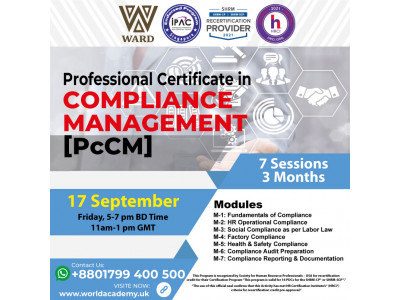 WARD
IPAC
SHRM
RECERTIFICATION
PROVIDER
2021
2021
h
HRCI
Professional Certificate in
COMPLIANCE
MANAGEMENT
[PcCM]
7 Sessions
3 Months
17 September
Friday, 5-7 pm BD Time
11am-1 pm GMT
Modules
M-1: Fundamentals of Compliance
M-2: HR Operational Compliance
M-3: Social Compliance as per Labor Law
M-4: Factory Compliance
M-5: Health & Safety Compliance
M-6: Compliance Audit Preparation
M-7: Compliance Reporting & Documentation
Contact Us:
+8801799 400 500
VISIT NOW:
www.worldacademy.uk